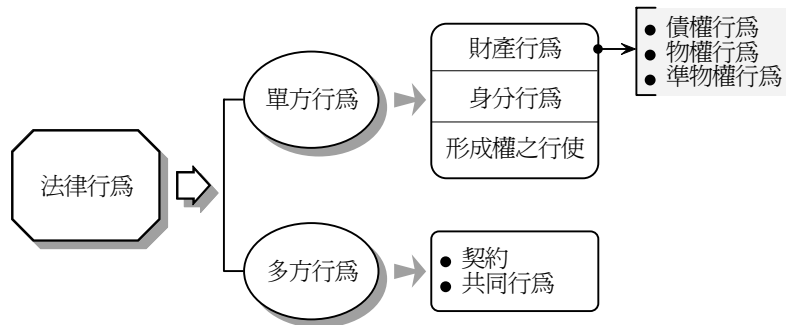 法律行爲
單方行爲
財產行爲
身分行爲
形成權之行使
● 債權行爲
● 物權行爲
● 準物權行爲
多方行爲
● 契約
● 共同行爲